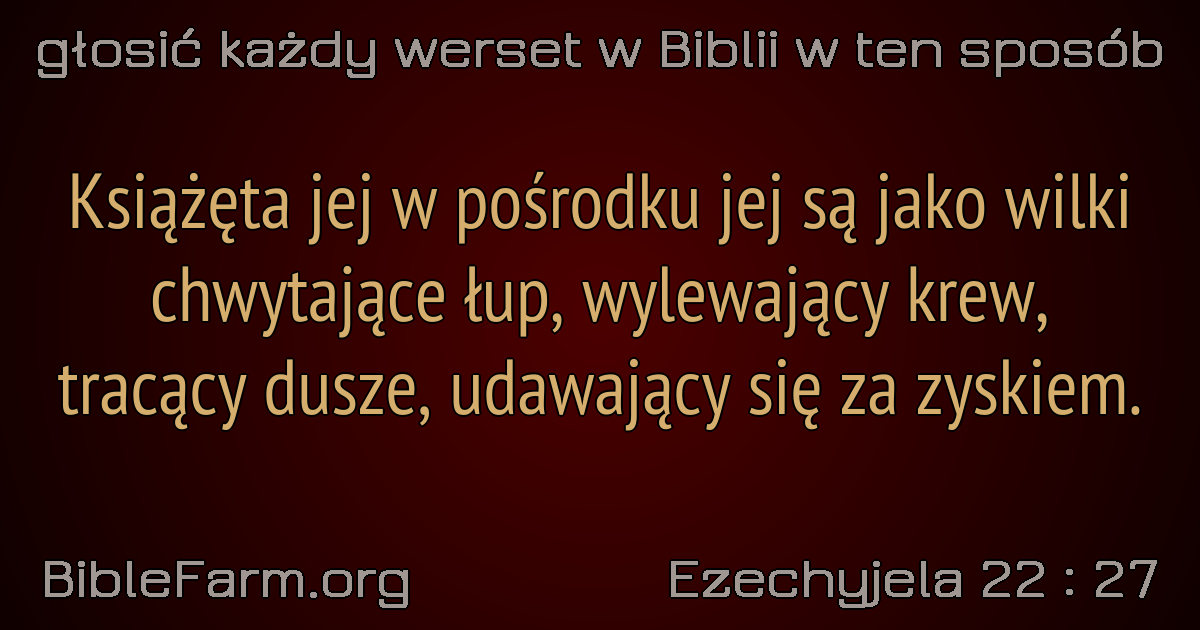 głosić każdy werset w Biblii w ten sposób
Książęta jej w pośrodku jej są jako wilki
chwytające łup, wylewający krew,
tracący dusze, udawający się za zyskiem.
BibleFarm.org
Ezechyjela 22 : 27